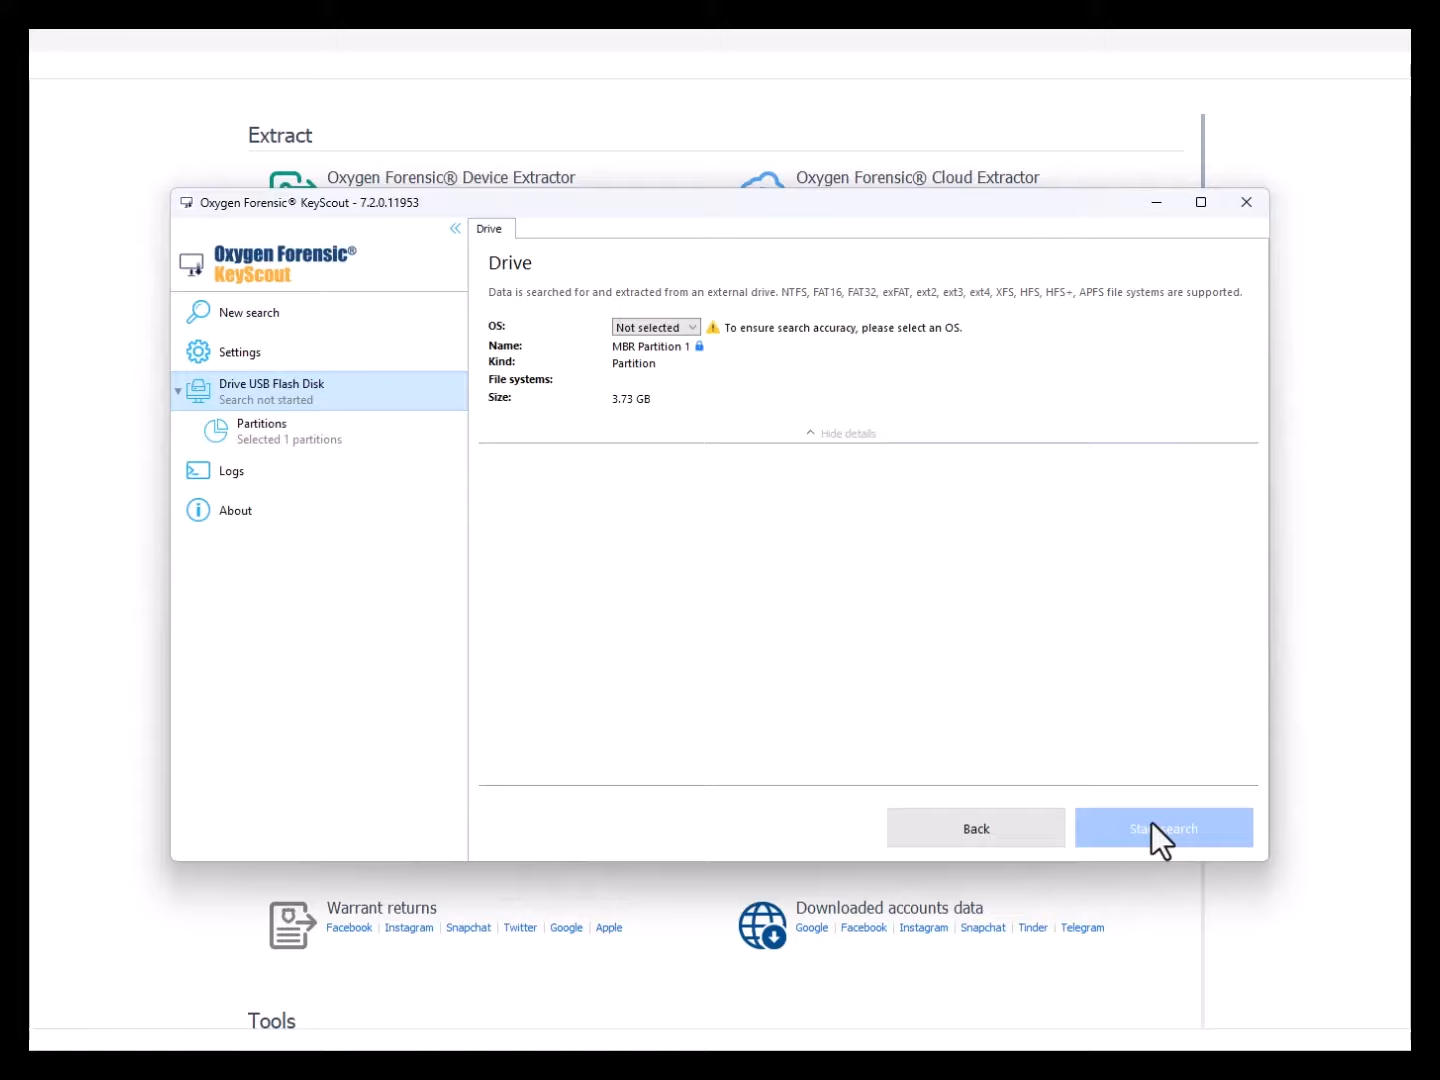 Extract
Oxygen Forensic® Device Extractor
Oxygen Forensic® Cloud Extractor
Oxygen Forensic® KeyScout - 7.2.0.11953
Oxygen Forensic®
KeyScout
New search
Settings
Drive USB Flash Disk
Search not started
Partitions
Selected 1 partitions
Logs
About
Drive
Drive
Data is searched for and extracted from an external drive. NTFS, FAT16, FAT32, exFAT, ext2, ext3, ext4, XFS, HFS, HFS+, APFS file systems are supported.
OS: Not selected To ensure search accuracy, please select an OS.
Name: MBR Partition 1
Kind: Partition
File systems:
Size: 3.73 GB
Hide details
Back
Start search
Warrant returns
Facebook | Instagram | Snapchat | Twitter | Google | Apple
Downloaded accounts data
Google | Facebook | Instagram | Snapchat | Tinder | Telegram
Tools